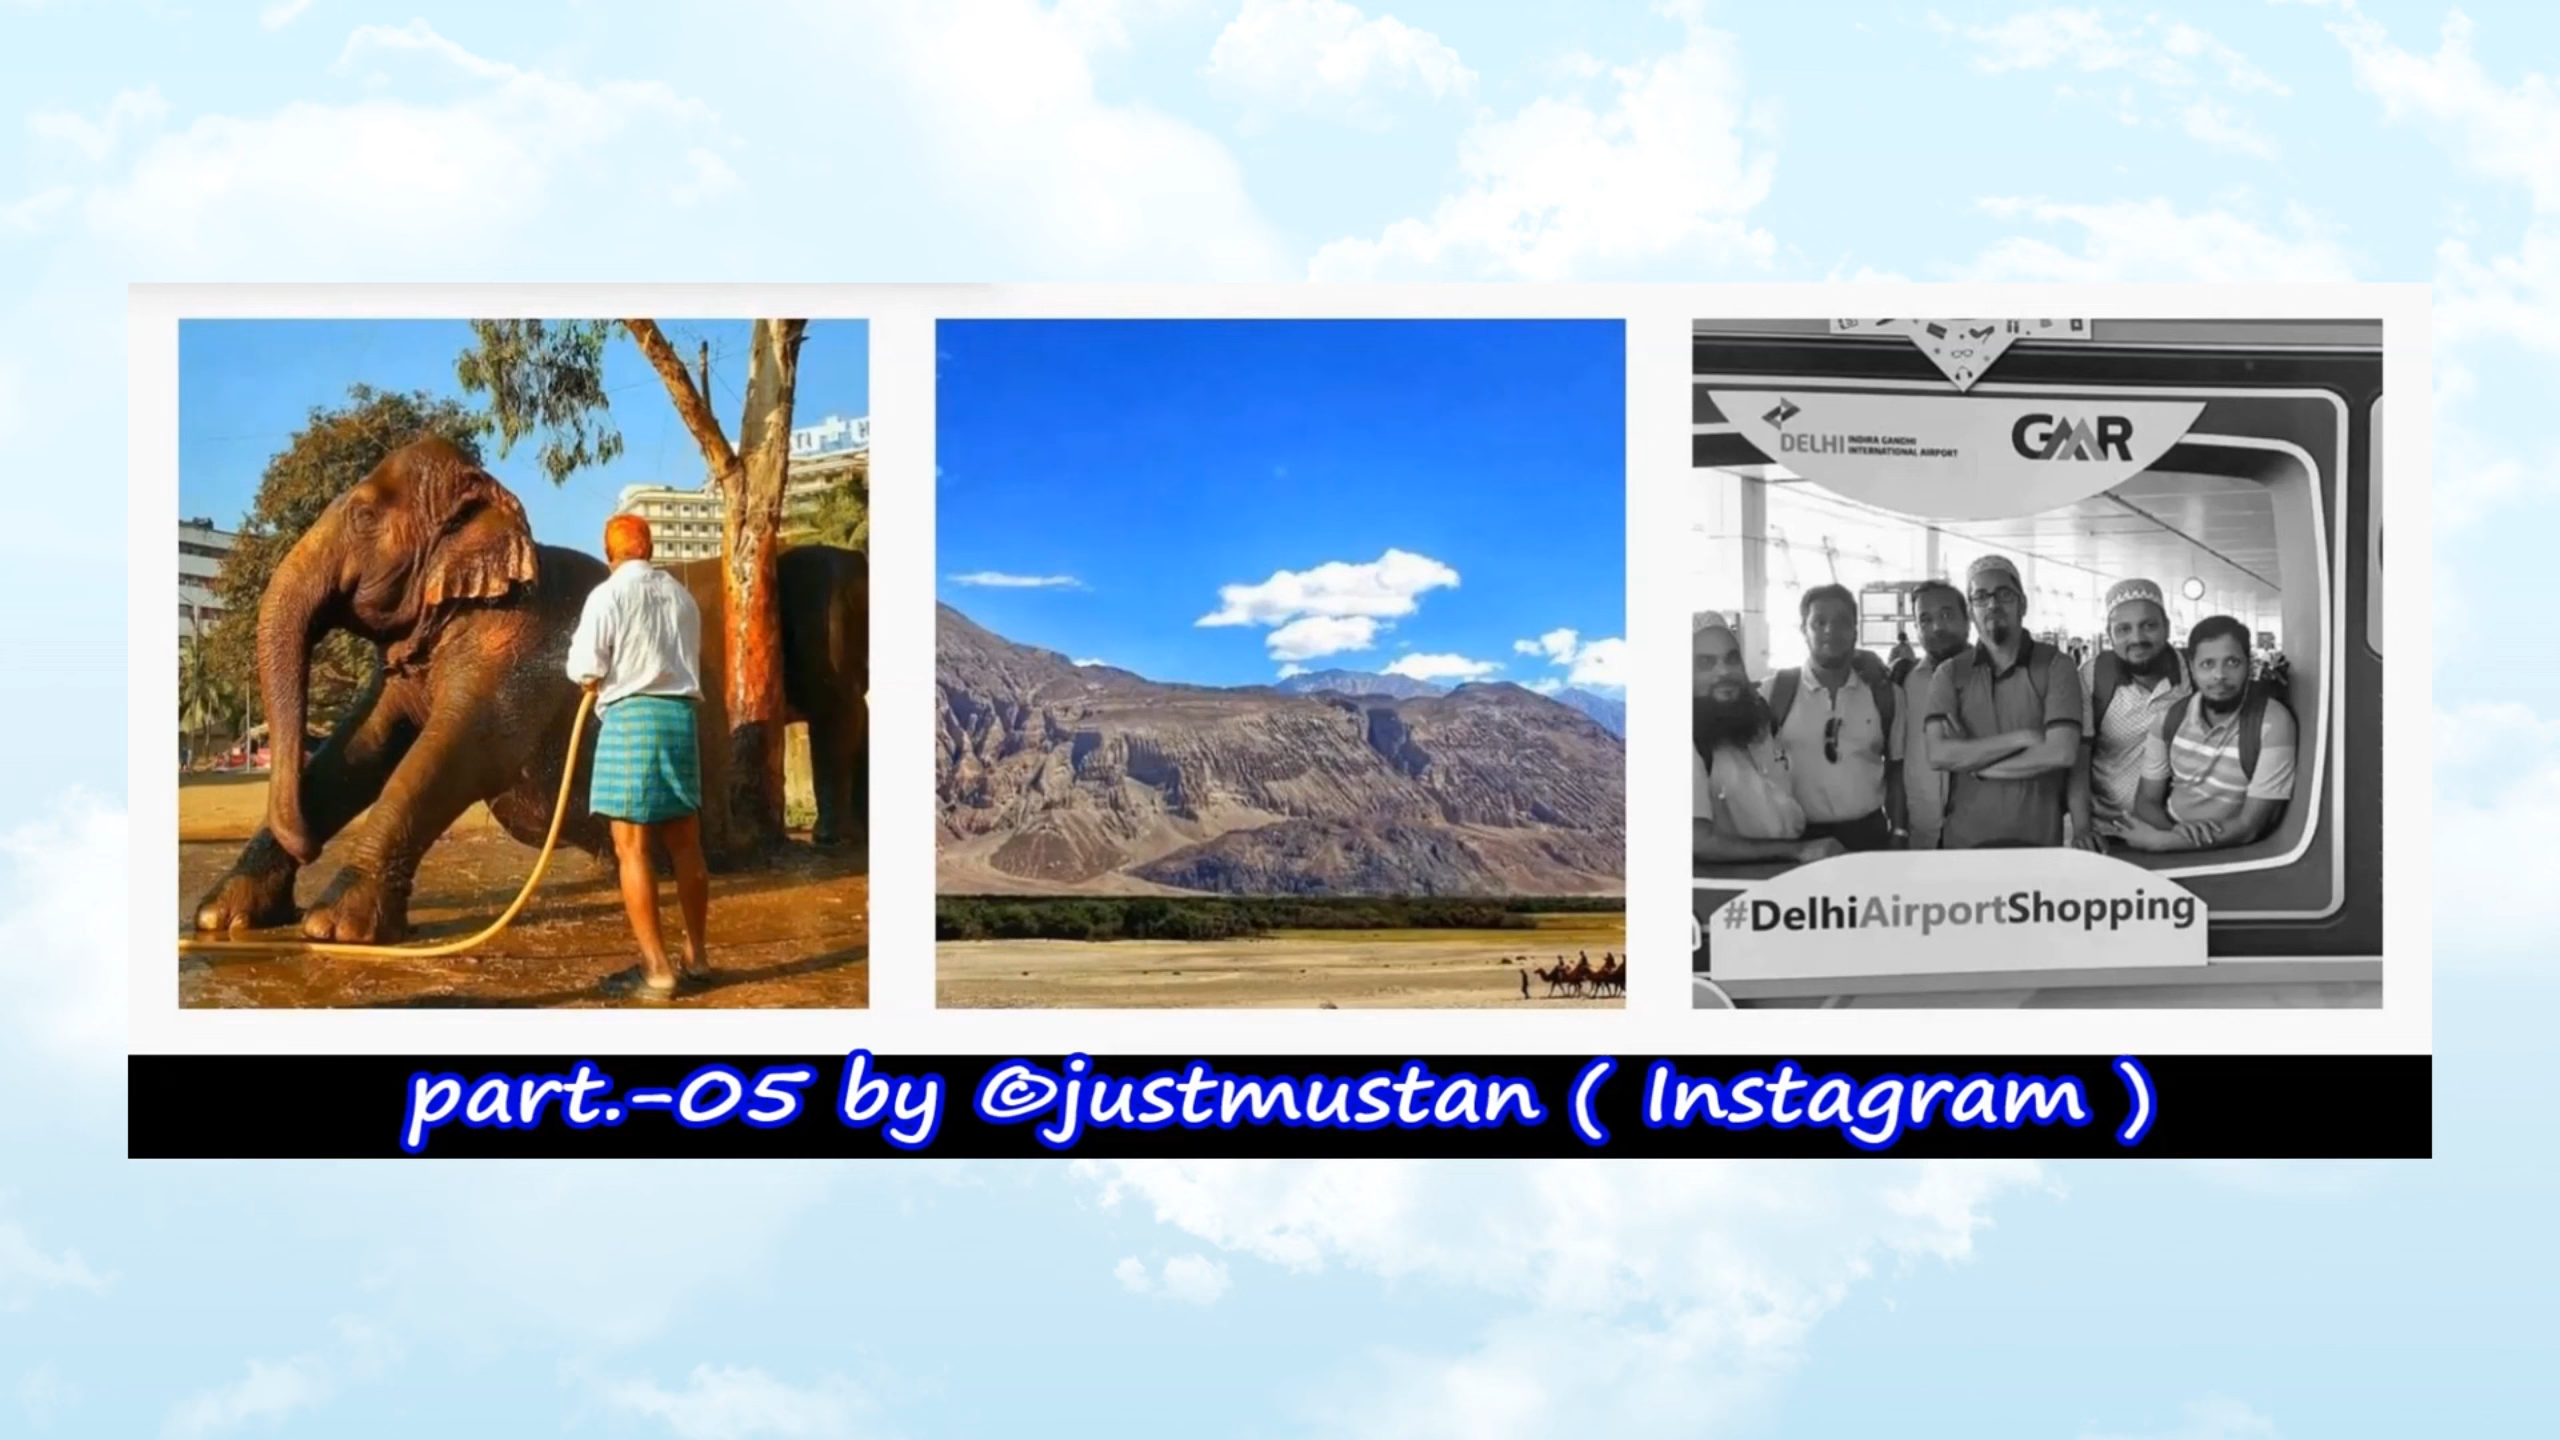 DELHI INDIRA GANDHI
INTERNATIONAL AIRPORT
GMR
#DelhiAirportShopping
part.-05 by ©justmustan ( Instagram )